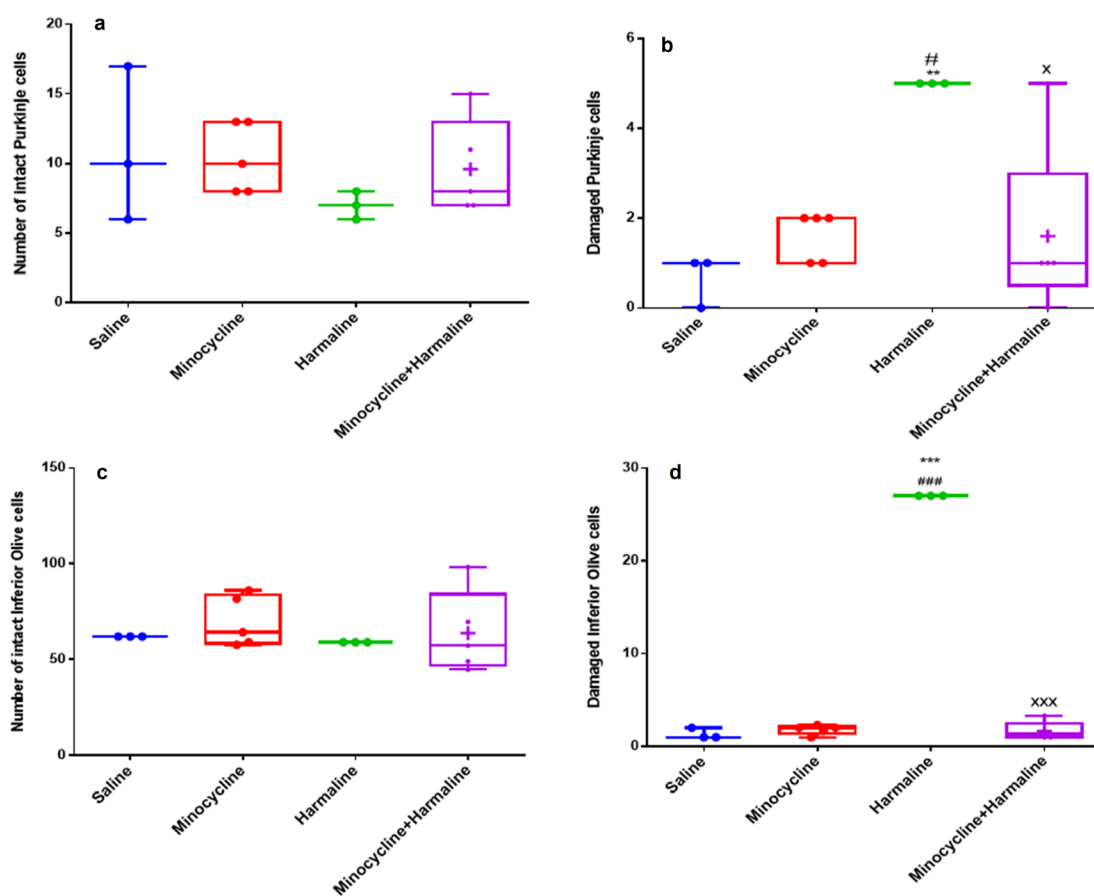 a
Number of intact Purkinje cells
20
15
10
5
0
Saline
Minocycline
Harmaline
Minocycline+Harmaline
b
Damaged Purkinje cells
6
4
2
0
#
**
x
Saline
Minocycline
Harmaline
Minocycline+Harmaline
c
Number of intact Inferior Olive cells
150
100
50
0
Saline
Minocycline
Harmaline
Minocycline+Harmaline
d
Damaged Inferior Olive cells
30
20
10
0
***
###
xxx
Saline
Minocycline
Harmaline
Minocycline+Harmaline